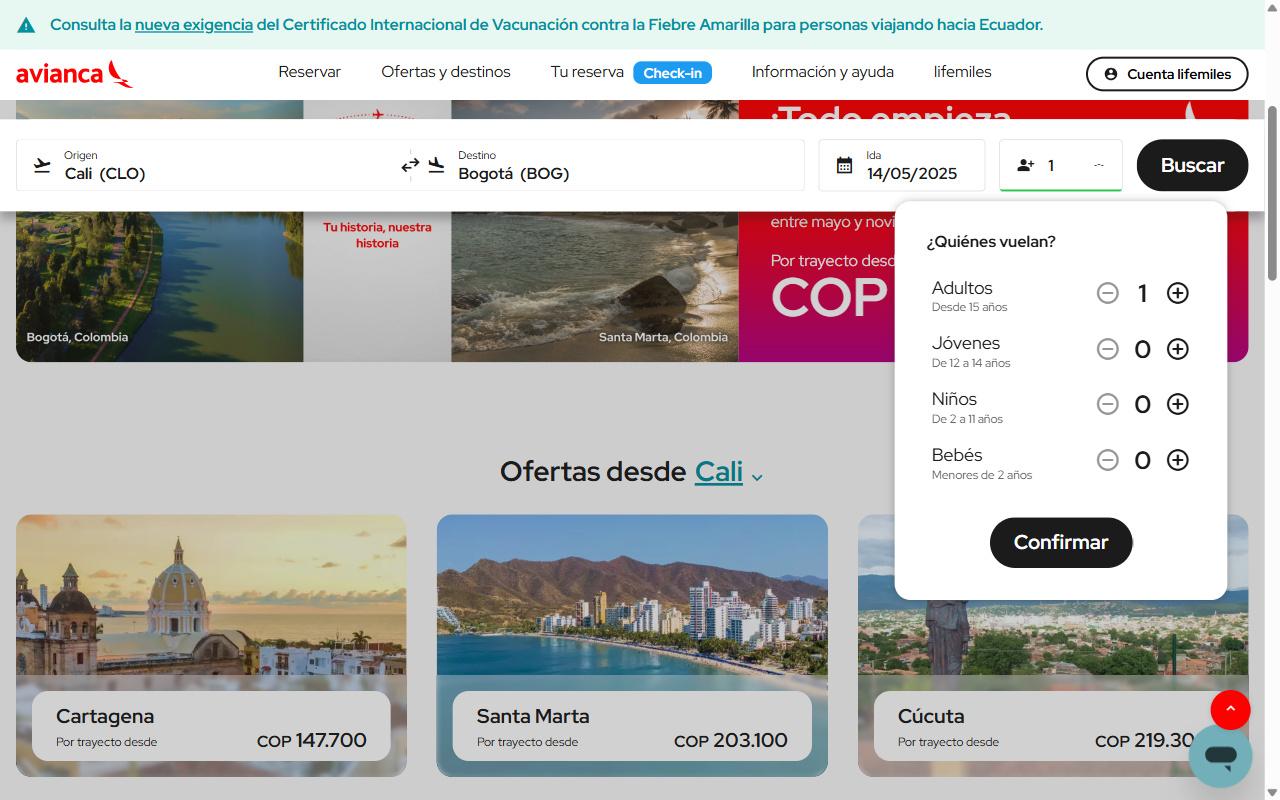 Consulta la nueva exigencia del Certificado Internacional de Vacunación contra la Fiebre Amarilla para personas viajando hacia Ecuador.
avianca
Reservar
Ofertas y destinos
Tu reserva
Check-in
Información y ayuda
lifemiles
Cuenta lifemiles
Origen
Cali (CLO)
Destino
Bogotá (BOG)
Ida
14/05/2025
1
Buscar
¡Todo empieza
Tu historia, nuestra
historia
Bogotá, Colombia
Santa Marta, Colombia
entre mayo y novi
Por trayecto desd
COP
¿Quiénes vuelan?
Adultos
Desde 15 años
1
Jóvenes
De 12 a 14 años
0
Niños
De 2 a 11 años
0
Bebés
Menores de 2 años
0
Confirmar
Ofertas desde Cali
Cartagena
Por trayecto desde
COP 147.700
Santa Marta
Por trayecto desde
COP 203.100
Cúcuta
Por trayecto desde
COP 219.30